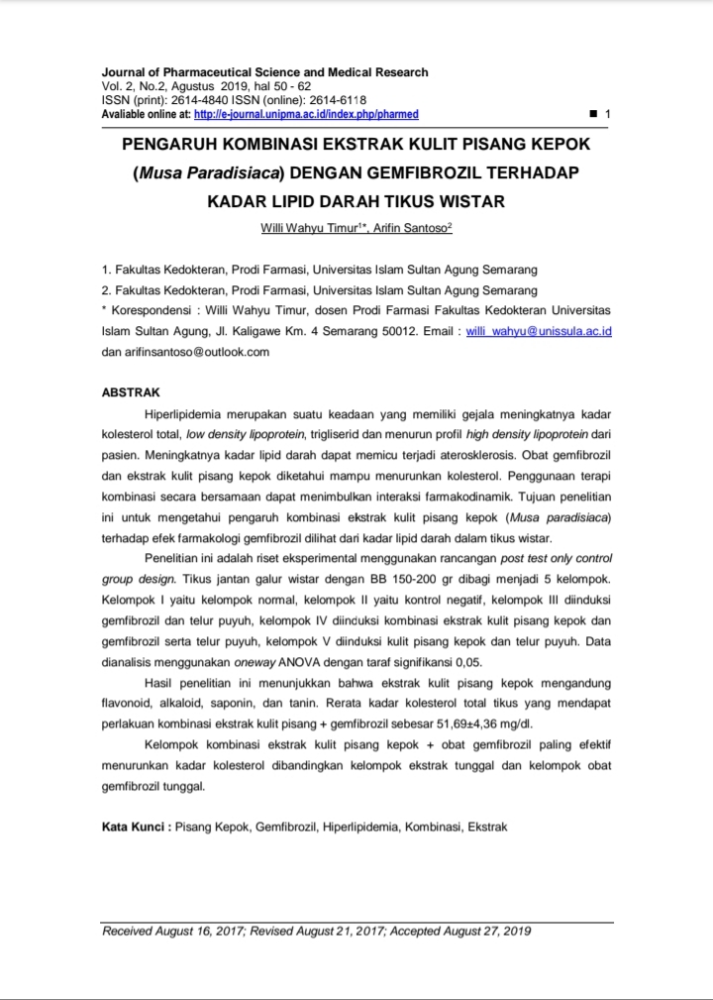 Journal of Pharmaceutical Science and Medical Research
Vol. 2, No.2, Agustus 2019, hal 50 - 62
ISSN (print): 2614-4840 ISSN (online): 2614-6118
Avaliable online at: http://e-journal.unipma.ac.id/index.php/pharmed ■ 1
PENGARUH KOMBINASI EKSTRAK KULIT PISANG KEPOK
(Musa Paradisiaca) DENGAN GEMFIBROZIL TERHADAP
KADAR LIPID DARAH TIKUS WISTAR
Willi Wahyu Timur¹*, Arifin Santoso²
1. Fakultas Kedokteran, Prodi Farmasi, Universitas Islam Sultan Agung Semarang
2. Fakultas Kedokteran, Prodi Farmasi, Universitas Islam Sultan Agung Semarang
* Korespondensi : Willi Wahyu Timur, dosen Prodi Farmasi Fakultas Kedokteran Universitas
Islam Sultan Agung, Jl. Kaligawe Km. 4 Semarang 50012. Email : willi_wahyu@unissula.ac.id
dan arifinsantoso@outlook.com
ABSTRAK
Hiperlipidemia merupakan suatu keadaan yang memiliki gejala meningkatnya kadar
kolesterol total, low density lipoprotein, trigliserid dan menurun profil high density lipoprotein dari
pasien. Meningkatnya kadar lipid darah dapat memicu terjadi aterosklerosis. Obat gemfibrozil
dan ekstrak kulit pisang kepok diketahui mampu menurunkan kolesterol. Penggunaan terapi
kombinasi secara bersamaan dapat menimbulkan interaksi farmakodinamik. Tujuan penelitian
ini untuk mengetahui pengaruh kombinasi ekstrak kulit pisang kepok (Musa paradisiaca)
terhadap efek farmakologi gemfibrozil dilihat dari kadar lipid darah dalam tikus wistar.
Penelitian ini adalah riset eksperimental menggunakan rancangan post test only control
group design. Tikus jantan galur wistar dengan BB 150-200 gr dibagi menjadi 5 kelompok.
Kelompok I yaitu kelompok normal, kelompok II yaitu kontrol negatif, kelompok III diinduksi
gemfibrozil dan telur puyuh, kelompok IV diinduksi kombinasi ekstrak kulit pisang kepok dan
gemfibrozil serta telur puyuh, kelompok V diinduksi kulit pisang kepok dan telur puyuh. Data
dianalisis menggunakan oneway ANOVA dengan taraf signifikansi 0,05.
Hasil penelitian ini menunjukkan bahwa ekstrak kulit pisang kepok mengandung
flavonoid, alkaloid, saponin, dan tanin. Rerata kadar kolesterol total tikus yang mendapat
perlakuan kombinasi ekstrak kulit pisang + gemfibrozil sebesar 51,69±4,36 mg/dl.
Kelompok kombinasi ekstrak kulit pisang kepok + obat gemfibrozil paling efektif
menurunkan kadar kolesterol dibandingkan kelompok ekstrak tunggal dan kelompok obat
gemfibrozil tunggal.
Kata Kunci : Pisang Kepok, Gemfibrozil, Hiperlipidemia, Kombinasi, Ekstrak
Received August 16, 2017; Revised August 21, 2017; Accepted August 27, 2019